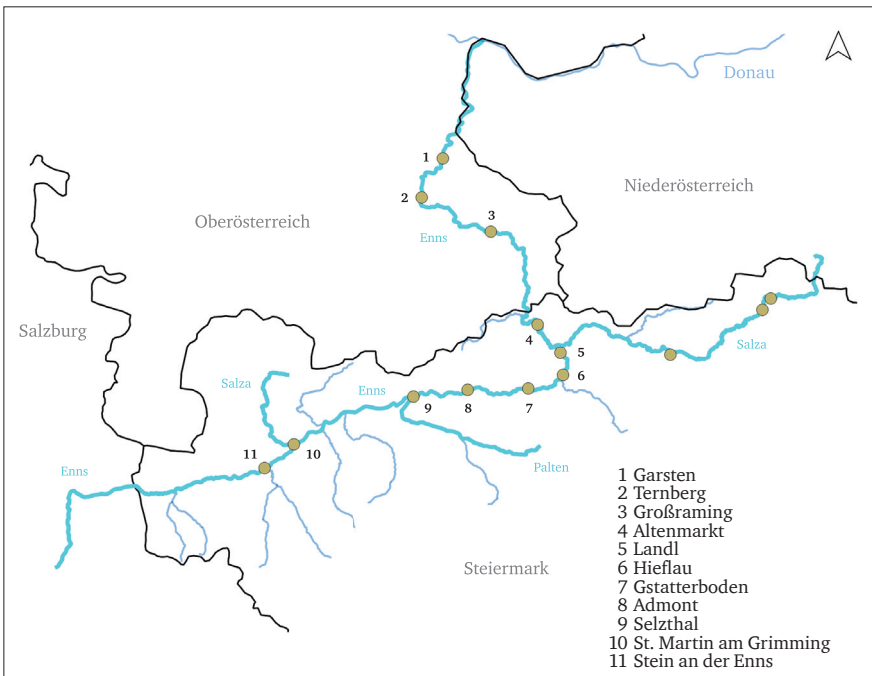 Donau
1
Niederösterreich
2
Oberösterreich
3
Enns
Salzburg
4
5
Salza
6
Salza
Enns
7
8
9
10
11
Enns
Palten
Steiermark
1 Garsten
2 Ternberg
3 Großraming
4 Altenmarkt
5 Landl
6 Hieflau
7 Gstatterboden
8 Admont
9 Selzthal
10 St. Martin am Grimming
11 Stein an der Enns